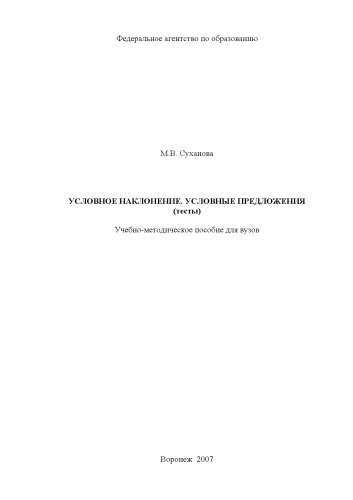 Федеральное агентство по образованию
М.В. Суханова
УСЛОВНОЕ НАКЛОНЕНИЕ. УСЛОВНЫЕ ПРЕДЛОЖЕНИЯ
(тесты)
Учебно-методическое пособие для вузов
Воронеж 2007